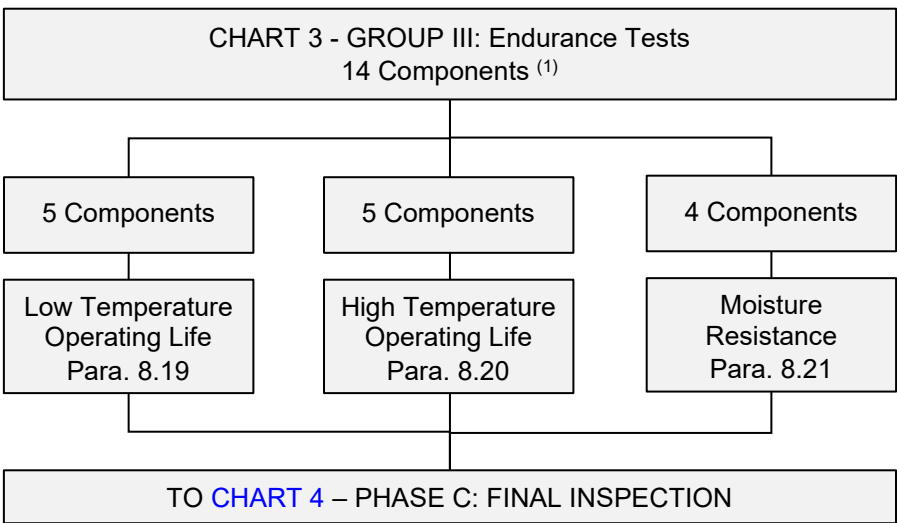 CHART 3 - GROUP III: Endurance Tests
14 Components (1)
5 Components
5 Components
4 Components
Low Temperature
Operating Life
Para. 8.19
High Temperature
Operating Life
Para. 8.20
Moisture
Resistance
Para. 8.21
TO CHART 4 – PHASE C: FINAL INSPECTION